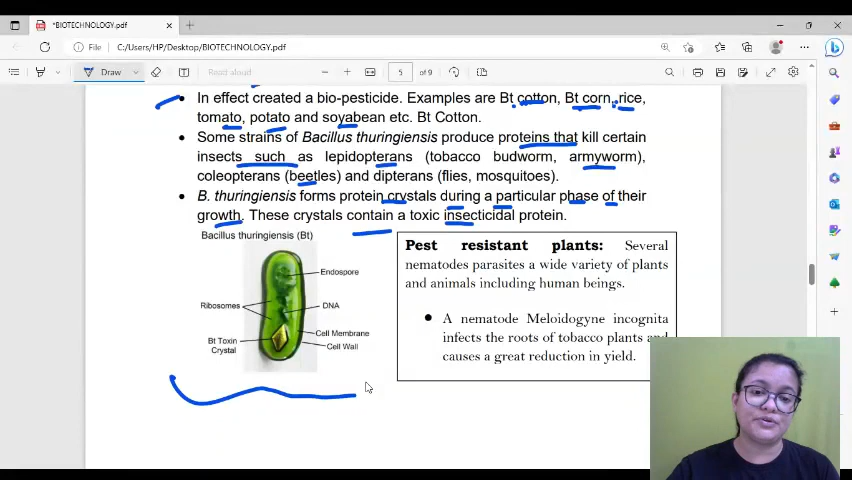 *BIOTECHNOLOGY.pdf
File
C:/Users/HP/Desktop/BIOTECHNOLOGY.pdf
Draw
Read aloud
5
of 9
• In effect created a bio-pesticide. Examples are Bt cotton, Bt corn, rice,
tomato, potato and soyabean etc. Bt Cotton.
• Some strains of Bacillus thuringiensis produce proteins that kill certain
insects such as lepidopterans (tobacco budworm, armyworm),
coleopterans (beetles) and dipterans (flies, mosquitoes).
• B. thuringiensis forms protein crystals during a particular phase of their
growth. These crystals contain a toxic insecticidal protein.
Bacillus thuringiensis (Bt)
Endospore
Ribosomes
DNA
Cell Membrane
Bt Toxin
Crystal
Cell Wall
Pest resistant plants: Several
nematodes parasites a wide variety of plants
and animals including human beings.
• A nematode Meloidogyne incognita
infects the roots of tobacco plants and
causes a great reduction in yield.